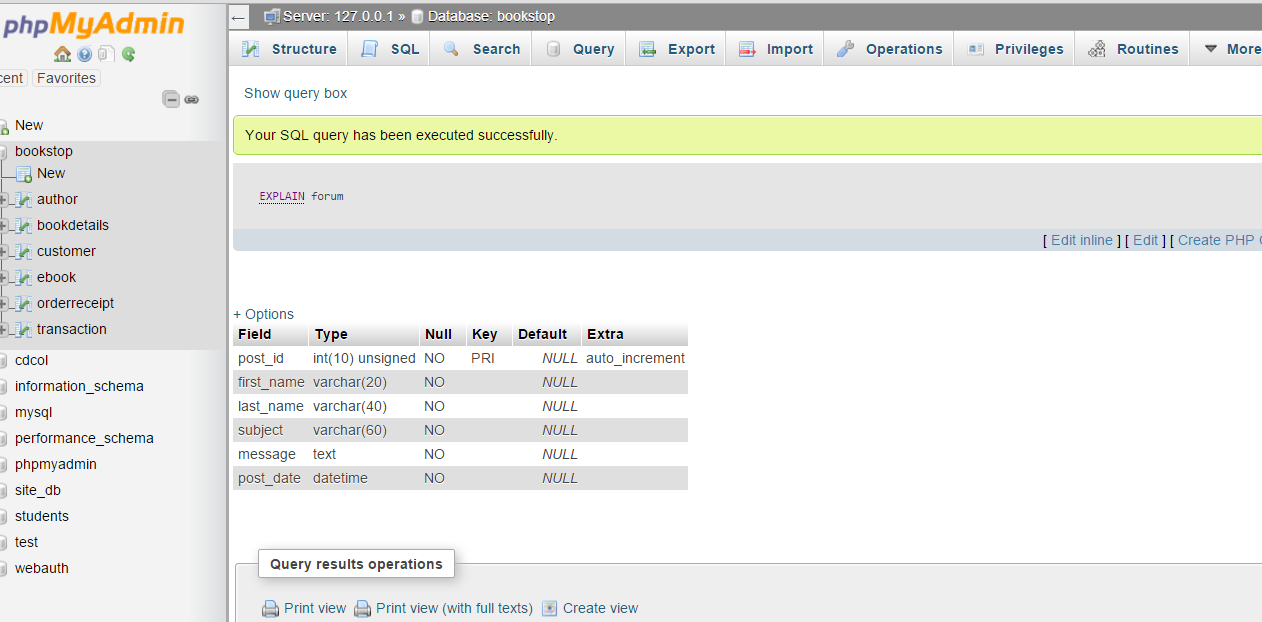 phpMyAdmin
cent Favorites
New
bookstop
New
author
bookdetails
customer
ebook
orderreceipt
transaction
cdcol
information_schema
mysql
performance_schema
phpmyadmin
site_db
students
test
webauth
← Server: 127.0.0.1 » Database: bookstop
Structure SQL Search Query Export Import Operations Privileges Routines More
Show query box
Your SQL query has been executed successfully.
EXPLAIN forum
[ Edit inline ] [ Edit ] [ Create PHP
+ Options
Field Type Null Key Default Extra
post_id int(10) unsigned NO PRI NULL auto_increment
first_name varchar(20) NO NULL
last_name varchar(40) NO NULL
subject varchar(60) NO NULL
message text NO NULL
post_date datetime NO NULL
Query results operations
Print view Print view (with full texts) Create view